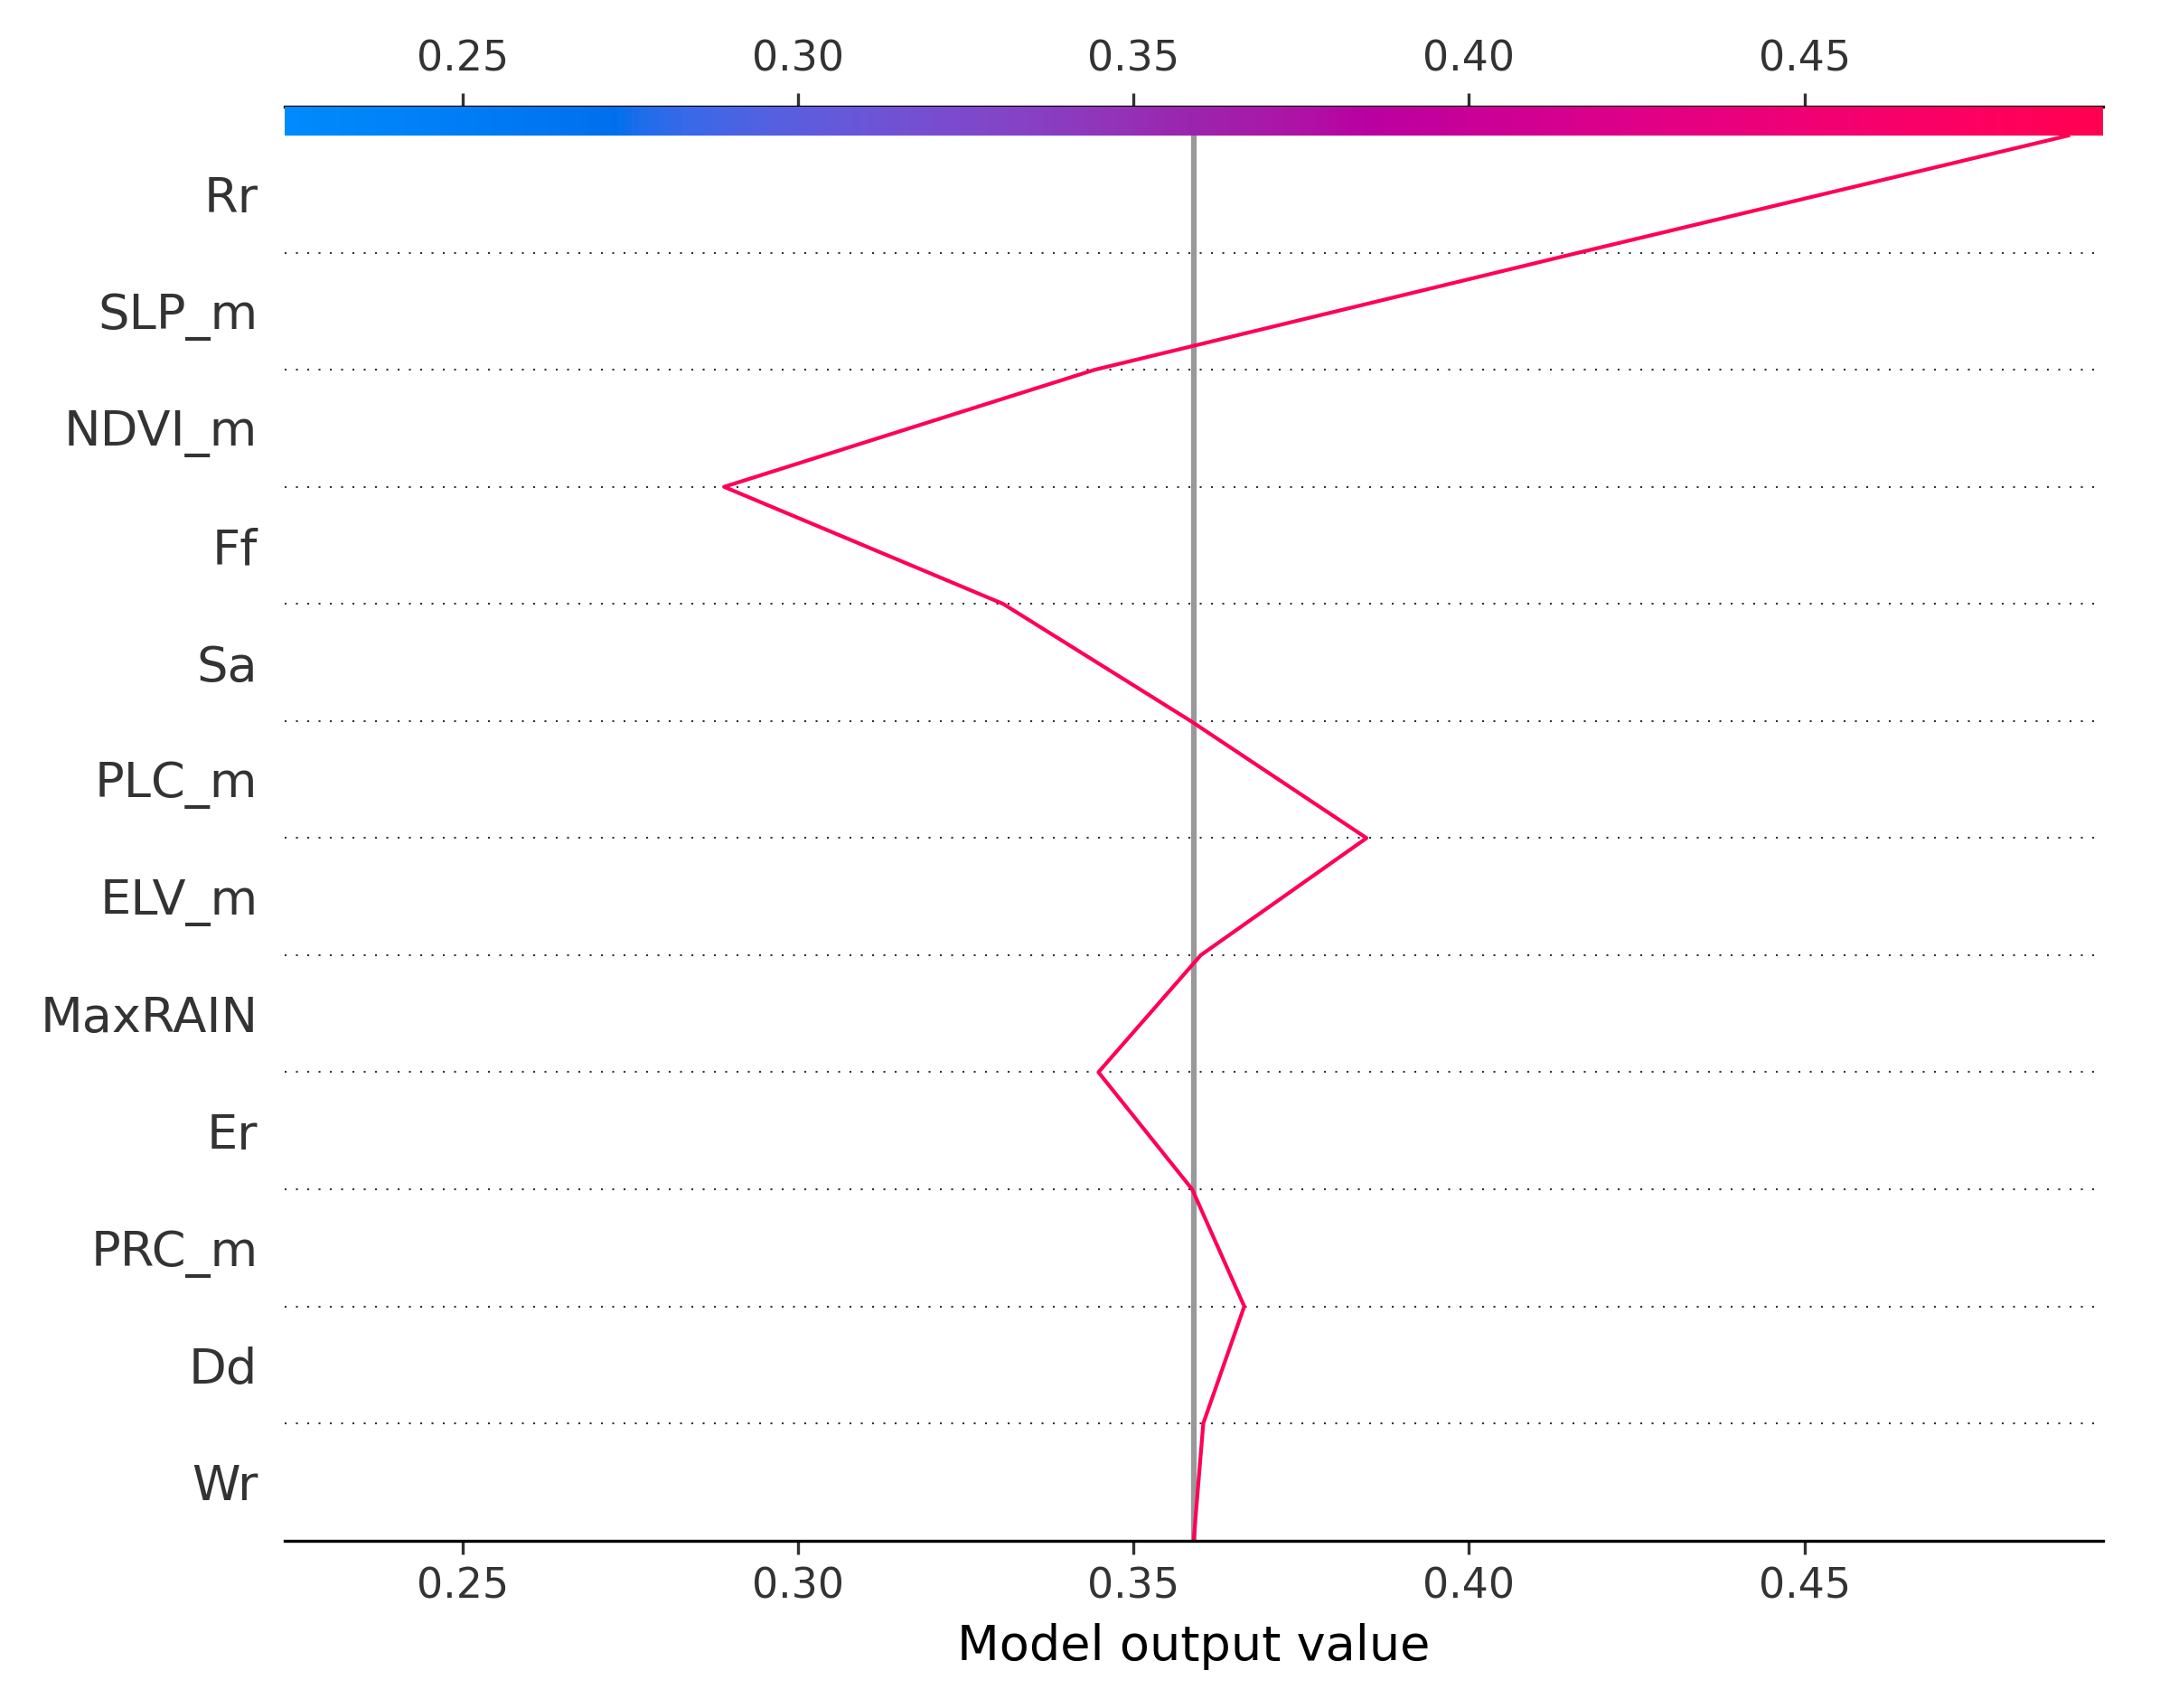 0.25 0.30 0.35 0.40 0.45
Rr
SLP_m
NDVI_m
Ff
Sa
PLC_m
ELV_m
MaxRAIN
Er
PRC_m
Dd
Wr
0.25 0.30 0.35 0.40 0.45
Model output value